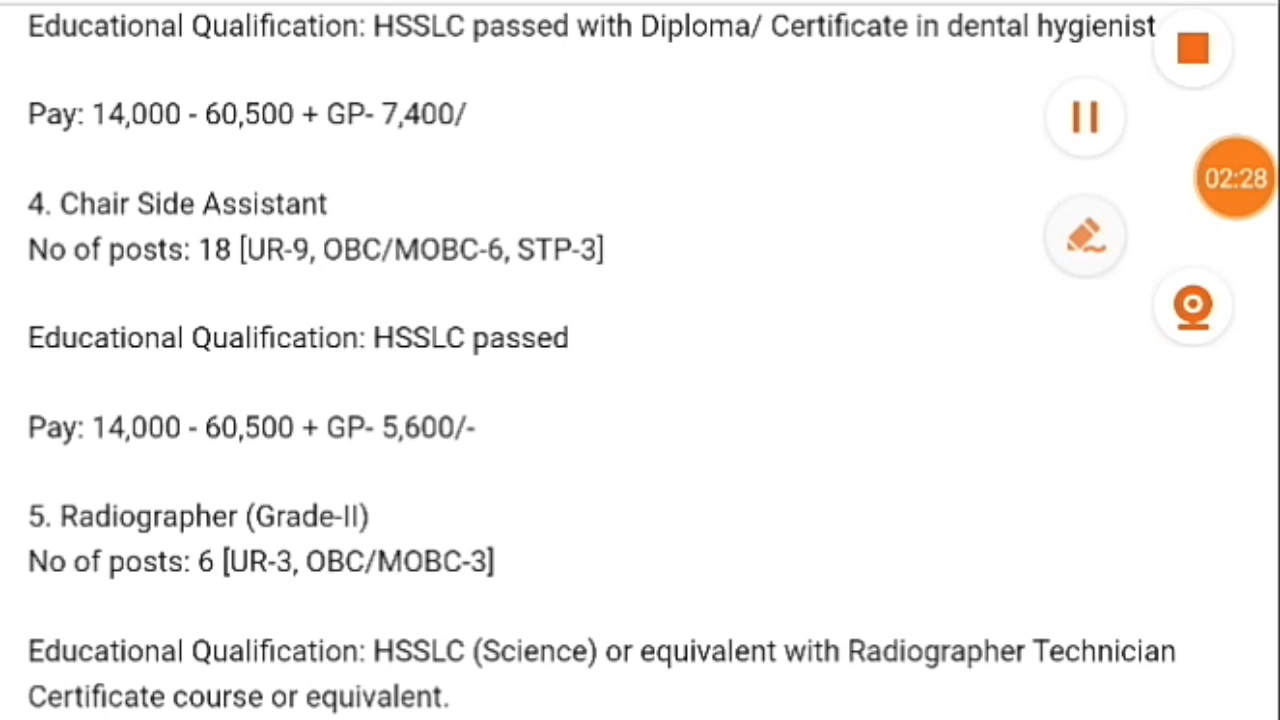 Educational Qualification: HSSLC passed with Diploma/ Certificate in dental hygienist
Pay: 14,000 - 60,500 + GP- 7,400/
4. Chair Side Assistant
No of posts: 18 [UR-9, OBC/MOBC-6, STP-3]
Educational Qualification: HSSLC passed
Pay: 14,000 - 60,500 + GP- 5,600/-
5. Radiographer (Grade-II)
No of posts: 6 [UR-3, OBC/MOBC-3]
Educational Qualification: HSSLC (Science) or equivalent with Radiographer Technician
Certificate course or equivalent.
02:28